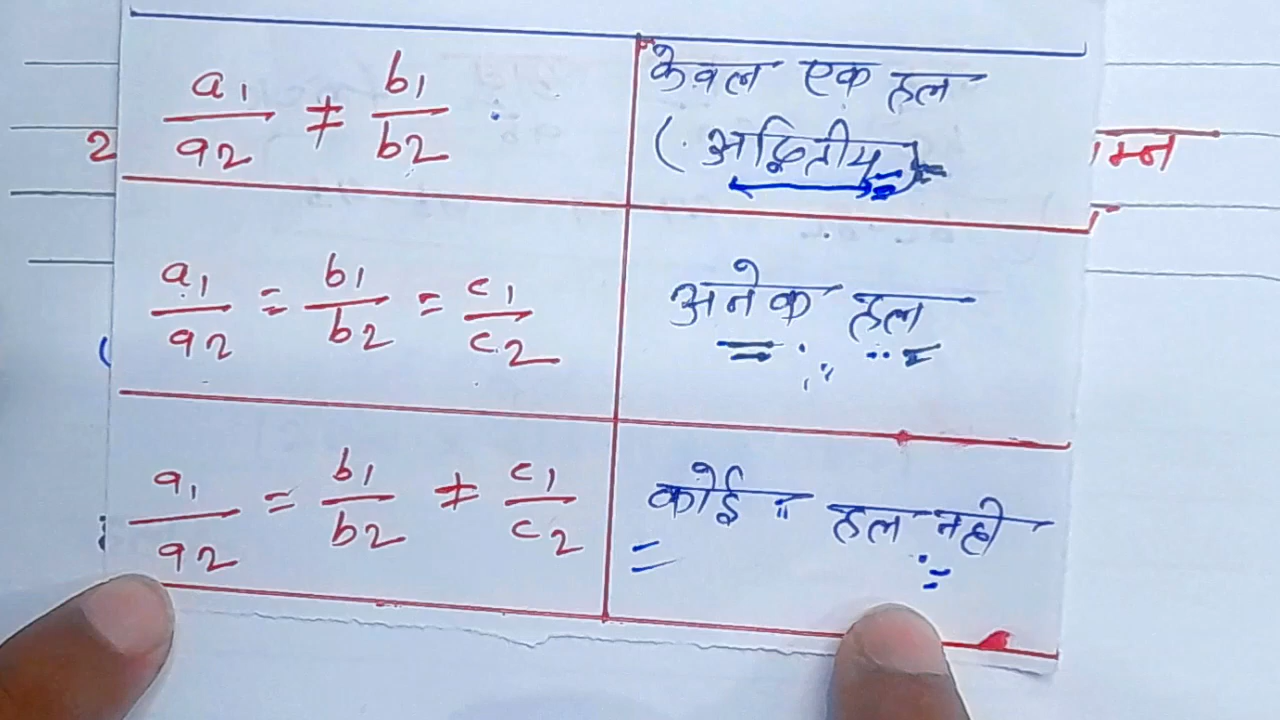 a1/a2 ≠ b1/b2 केवल एक हल
(अद्वितीय)
2
म्न
a1/a2 = b1/b2 = c1/c2 अनेक हल
a1/a2 = b1/b2 ≠ c1/c2 कोई हल नही